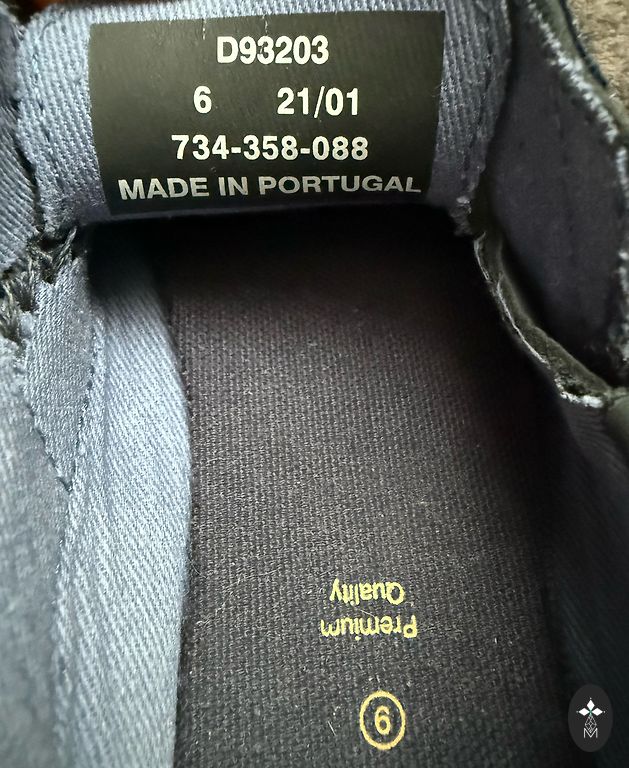 D93203
6 21/01
734-358-088
MADE IN PORTUGAL
Premium
Quality
6
M